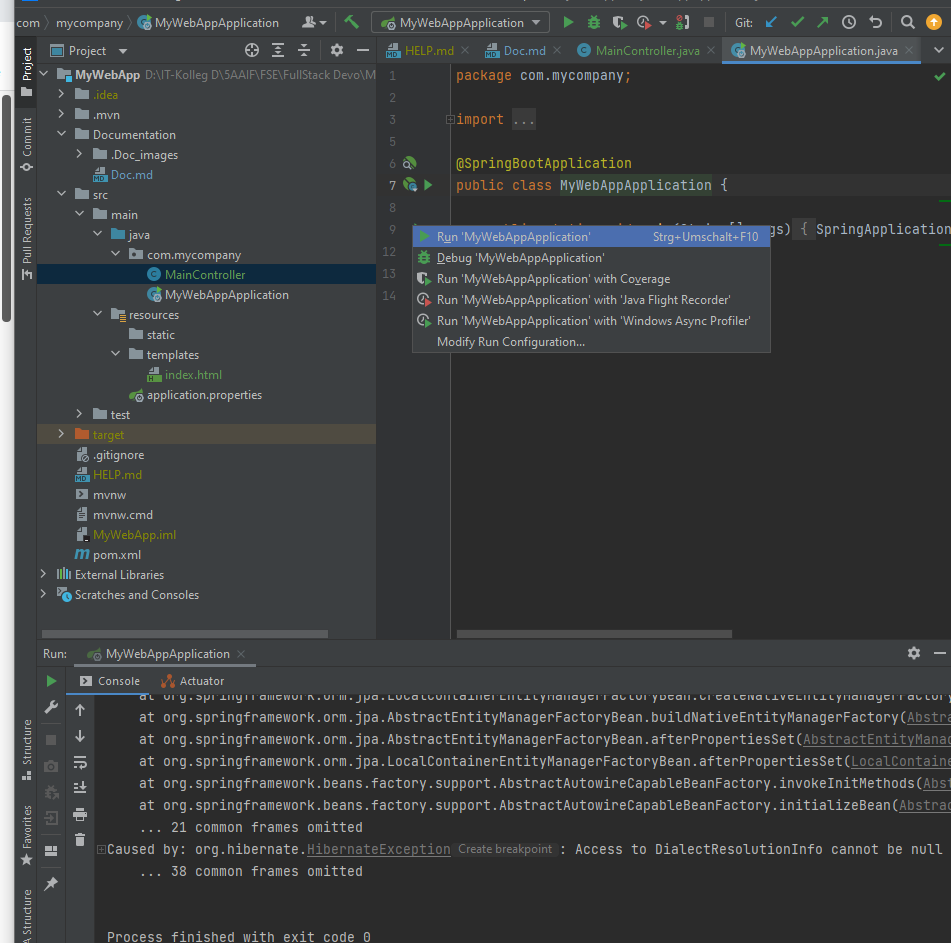 com
mycompany
MyWebAppApplication
MyWebAppApplication
Git:
Project
HELP.md
Doc.md
MainController.java
MyWebAppApplication.java
Project
Commit
Pull Requests
MyWebApp D:\IT-Kolleg D\5AAIF\FSE\FullStack Devo\M
.idea
.mvn
Documentation
.Doc_images
Doc.md
src
main
java
com.mycompany
MainController
MyWebAppApplication
resources
static
templates
index.html
application.properties
test
target
.gitignore
HELP.md
mvnw
mvnw.cmd
MyWebApp.iml
pom.xml
External Libraries
Scratches and Consoles
1 package com.mycompany;
2
3 import ...
5
6 @SpringBootApplication
7 public class MyWebAppApplication {
8
9 { SpringApplication
12
13
14
Run 'MyWebAppApplication' Strg+Umschalt+F10
Debug 'MyWebAppApplication'
Run 'MyWebAppApplication' with Coverage
Run 'MyWebAppApplication' with 'Java Flight Recorder'
Run 'MyWebAppApplication' with 'Windows Async Profiler'
Modify Run Configuration...
Run: MyWebAppApplication
Console
Actuator
Structure
Favorites
Structure
at org.springframework.orm.jpa.LocalContainerEntityManagerFactoryBean.createNativeEntityManagerFactory
at org.springframework.orm.jpa.AbstractEntityManagerFactoryBean.buildNativeEntityManagerFactory(Abstra
at org.springframework.orm.jpa.AbstractEntityManagerFactoryBean.afterPropertiesSet(AbstractEntityManag
at org.springframework.orm.jpa.LocalContainerEntityManagerFactoryBean.afterPropertiesSet(LocalContaine
at org.springframework.beans.factory.support.AbstractAutowireCapableBeanFactory.invokeInitMethods(Abst
at org.springframework.beans.factory.support.AbstractAutowireCapableBeanFactory.initializeBean(Abstrac
... 21 common frames omitted
Caused by: org.hibernate.HibernateException Create breakpoint : Access to DialectResolutionInfo cannot be null
... 38 common frames omitted
Process finished with exit code 0